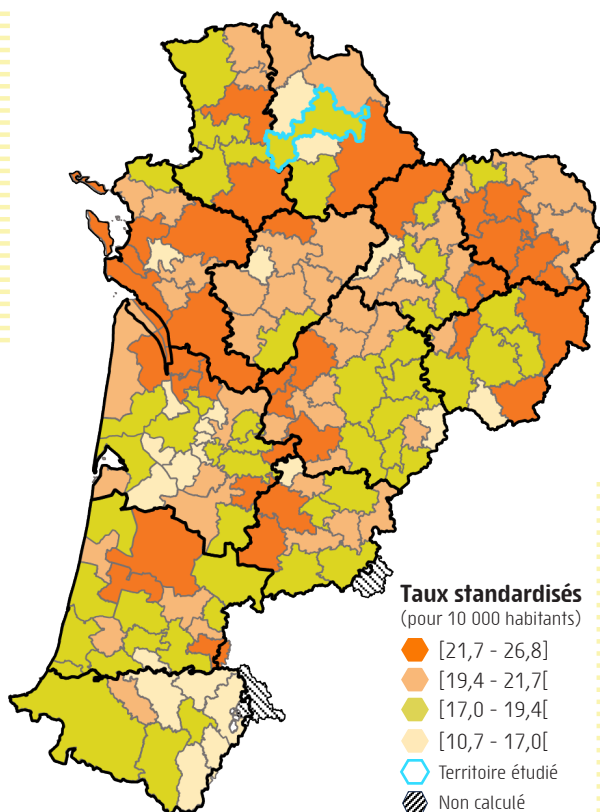 Taux standardisés
(pour 10 000 habitants)
[21,7 - 26,8]
[19,4 - 21,7[
[17,0 - 19,4[
[10,7 - 17,0[
Territoire étudié
Non calculé